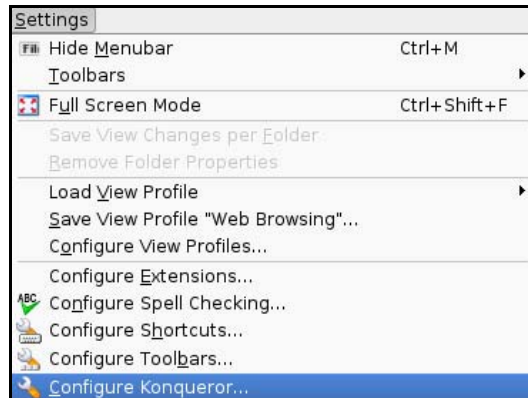 Settings
Hide Menubar Ctrl+M
Toolbars
Full Screen Mode Ctrl+Shift+F
Save View Changes per Folder
Remove Folder Properties
Load View Profile
Save View Profile "Web Browsing"...
Configure View Profiles...
Configure Extensions...
ABC Configure Spell Checking...
Configure Shortcuts...
Configure Toolbars...
Configure Konqueror...